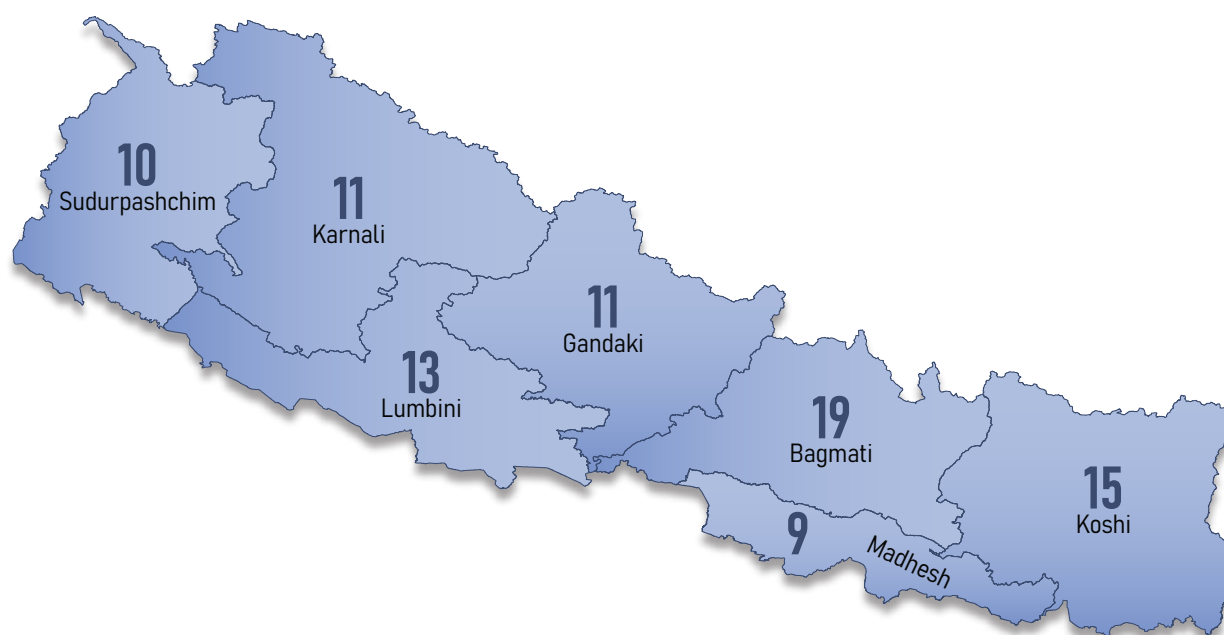 10
Sudurpashchim
11
Karnali
11
Gandaki
13
Lumbini
19
Bagmati
15
Koshi
9
Madhesh